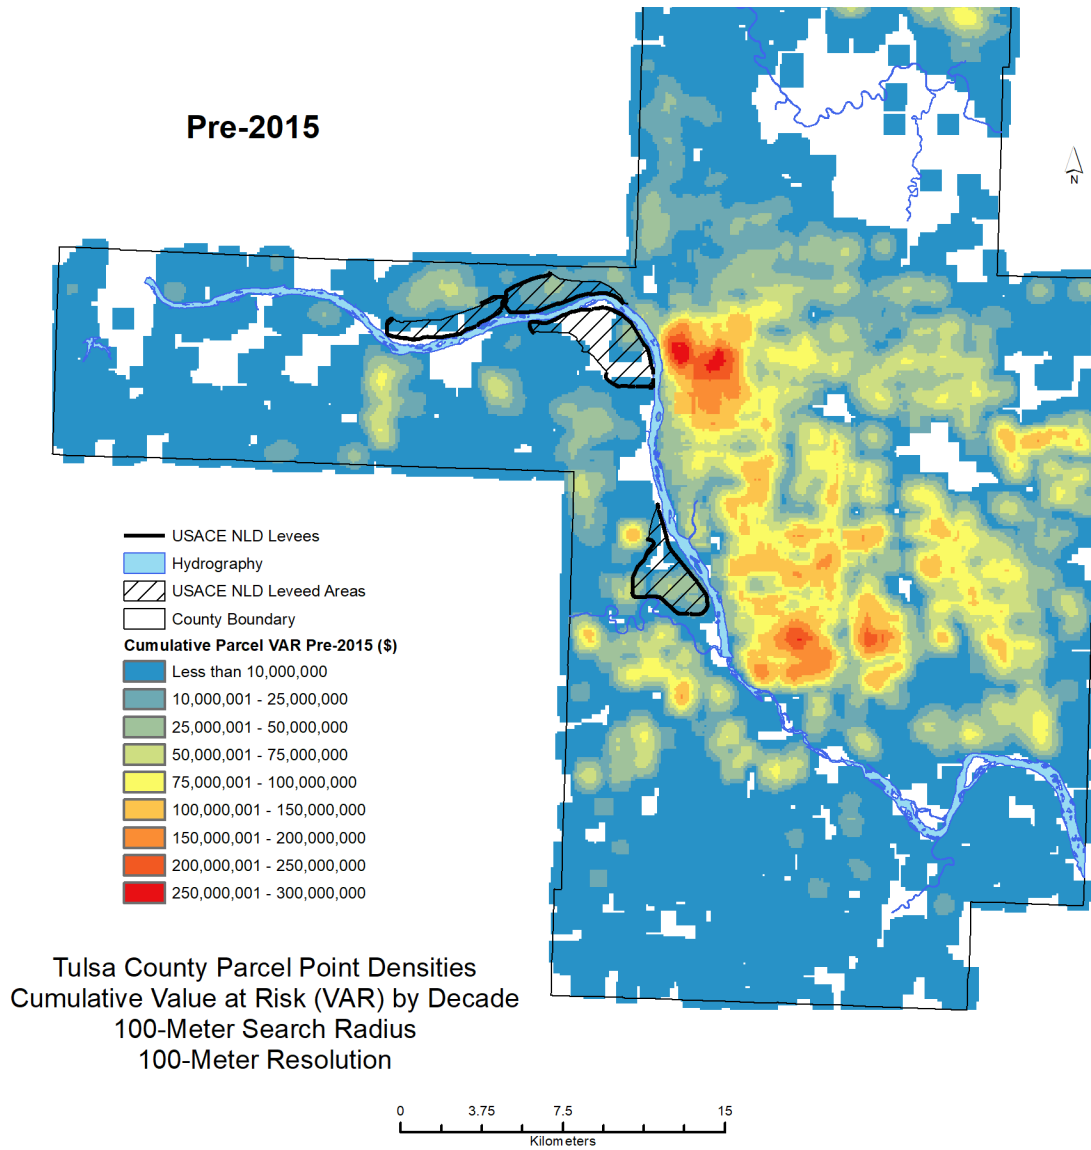 Pre-2015
N
USACE NLD Levees
Hydrography
USACE NLD Leveed Areas
County Boundary
Cumulative Parcel VAR Pre-2015 ($)
Less than 10,000,000
10,000,001 - 25,000,000
25,000,001 - 50,000,000
50,000,001 - 75,000,000
75,000,001 - 100,000,000
100,000,001 - 150,000,000
150,000,001 - 200,000,000
200,000,001 - 250,000,000
250,000,001 - 300,000,000
Tulsa County Parcel Point Densities
Cumulative Value at Risk (VAR) by Decade
100-Meter Search Radius
100-Meter Resolution
0 3.75 7.5 15
Kilometers